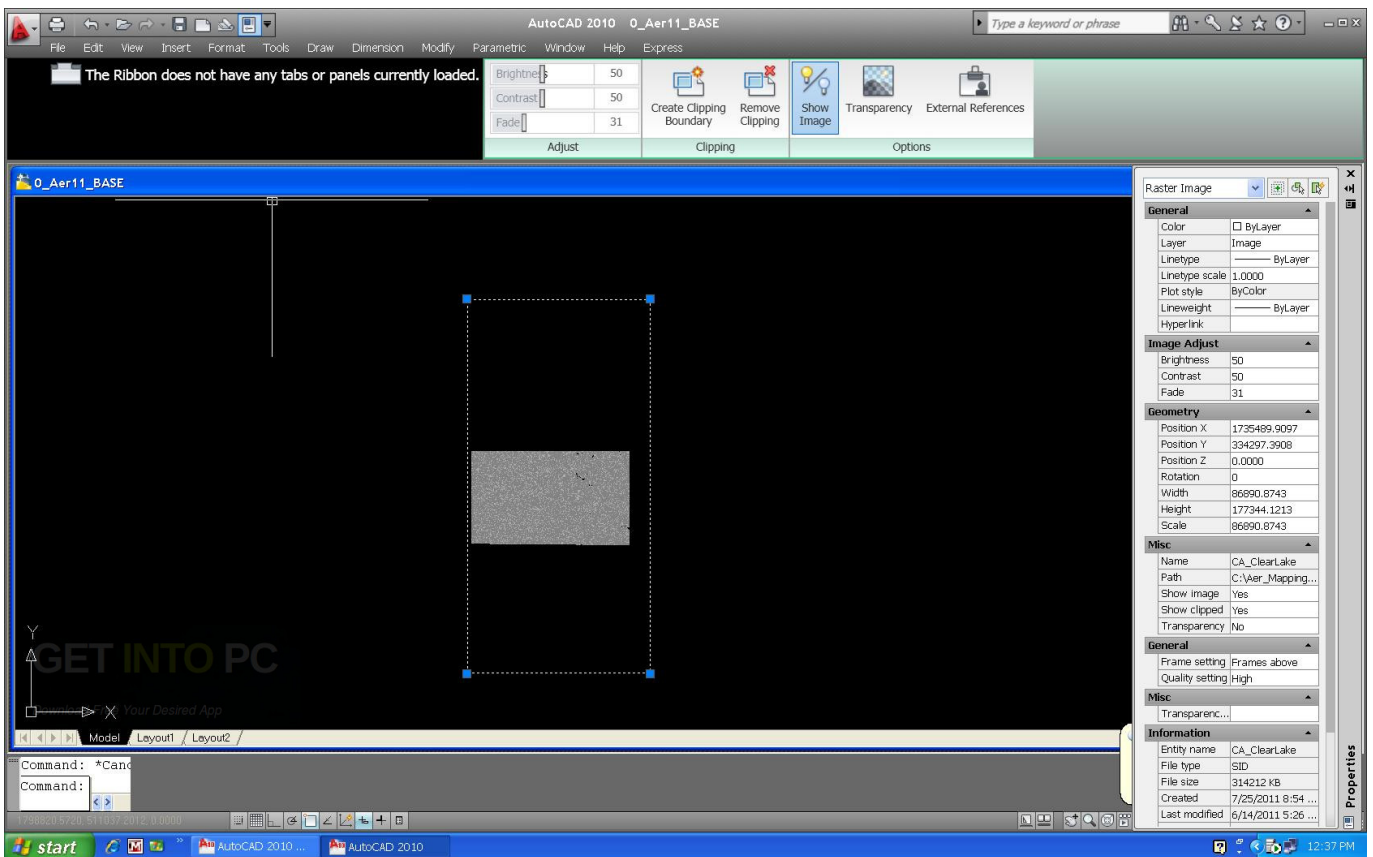 AutoCAD 2010 0_Aer11_BASE
Type a keyword or phrase
File Edit View Insert Format Tools Draw Dimension Modify Parametric Window Help Express
The Ribbon does not have any tabs or panels currently loaded.
Brightness 50
Contrast 50
Fade 31
Create Clipping Boundary
Remove Clipping
Show Image
Transparency
External References
Adjust Clipping Options
0_Aer11_BASE
Raster Image
General
Color ByLayer
Layer Image
Linetype ByLayer
Linetype scale 1.0000
Plot style ByColor
Lineweight ByLayer
Hyperlink
Image Adjust
Brightness 50
Contrast 50
Fade 31
Geometry
Position X 1735489.9097
Position Y 334297.3908
Position Z 0.0000
Rotation 0
Width 86890.8743
Height 177344.1213
Scale 86890.8743
Misc
Name CA_ClearLake
Path C:\Aer_Mapping...
Show image Yes
Show clipped Yes
Transparency No
General
Frame setting Frames above
Quality setting High
Misc
Transparenc...
Information
Entity name CA_ClearLake
File type SID
File size 314212 KB
Created 7/25/2011 8:54 ...
Last modified 6/14/2011 5:26 ...
Properties
Y
GET INTO PC
Your Desired App
X
Model Layout1 Layout2
Command: *Canc
Command:
1798820.5720, 511037.2012, 0.0000
start
AutoCAD 2010 ...
AutoCAD 2010
12:37 PM